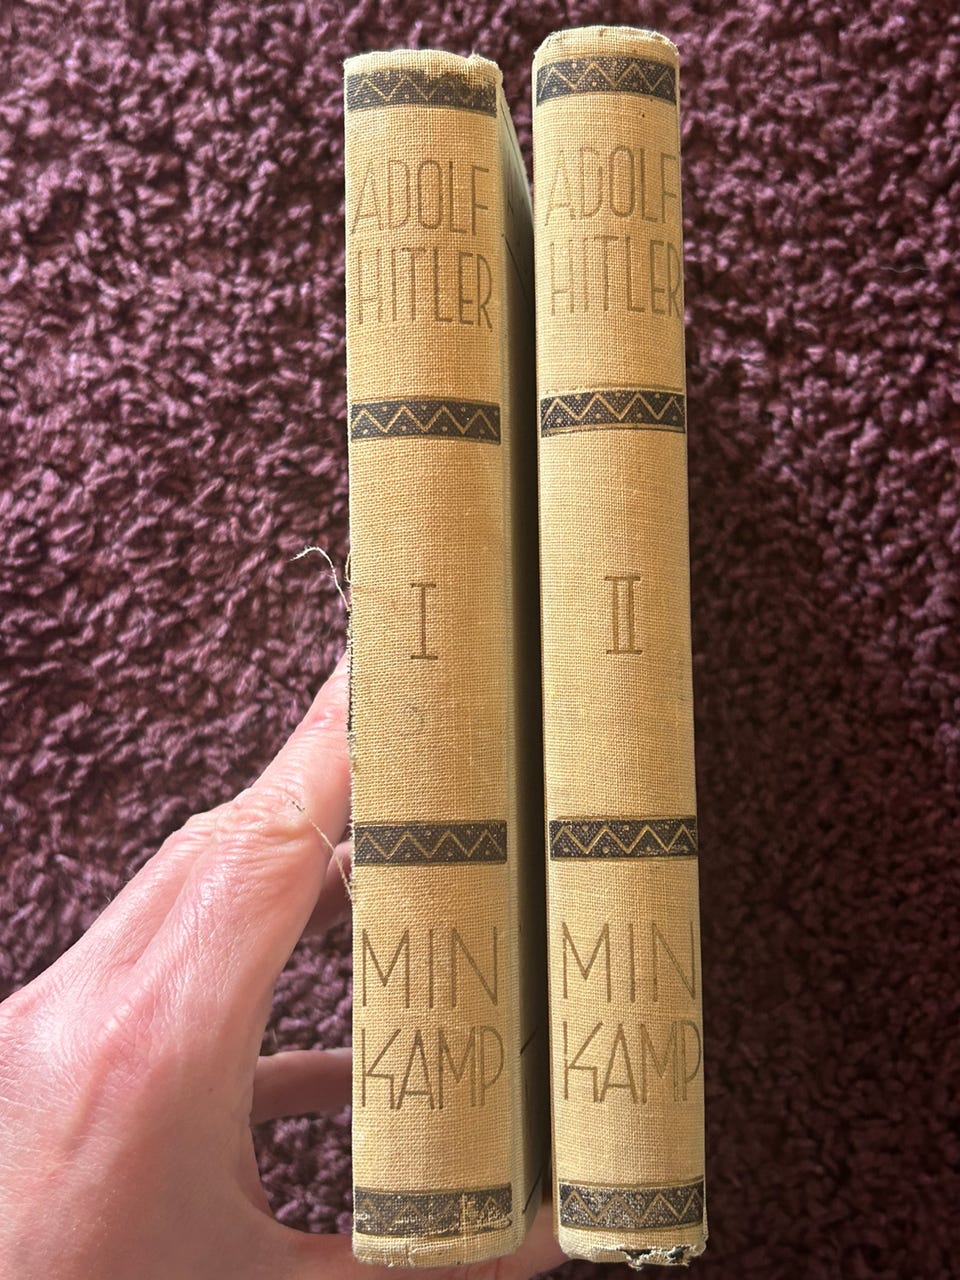 ADOLF
HITLER
I
MIN
KAMP
ADOLF
HITLER
II
MIN
KAMP